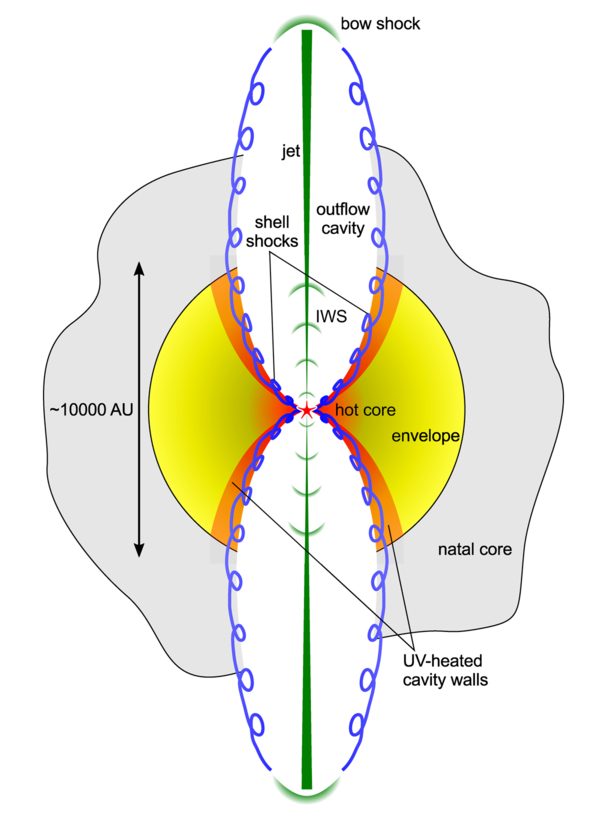 bow shock
jet
outflow
cavity
shell
shocks
IWS
~10000 AU
hot core
envelope
natal core
UV-heated
cavity walls